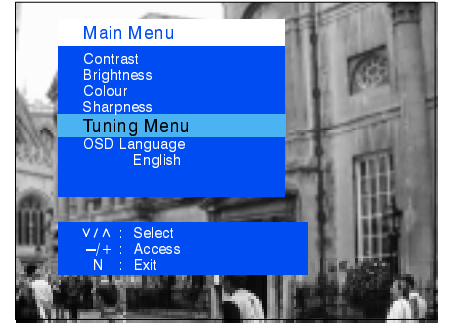 Main Menu
Contrast
Brightness
Colour
Sharpness
Tuning Menu
OSD Language
English
∨/∧ : Select
–/+ : Access
N : Exit